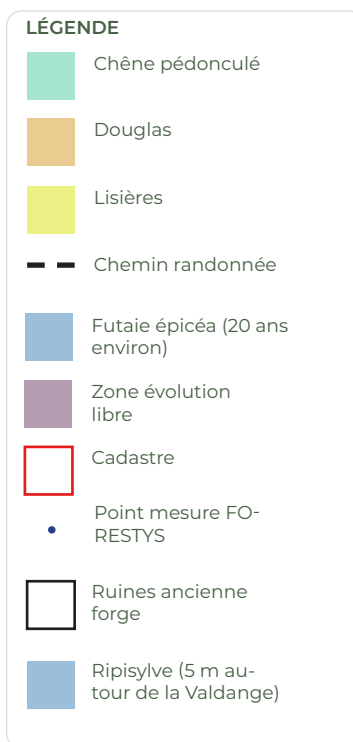 LÉGENDE
Chêne pédonculé
Douglas
Lisières
Chemin randonnée
Futaie épicéa (20 ans
environ)
Zone évolution
libre
Cadastre
Point mesure FO-
RESTYS
Ruines ancienne
forge
Ripisylve (5 m au-
tour de la Valdange)